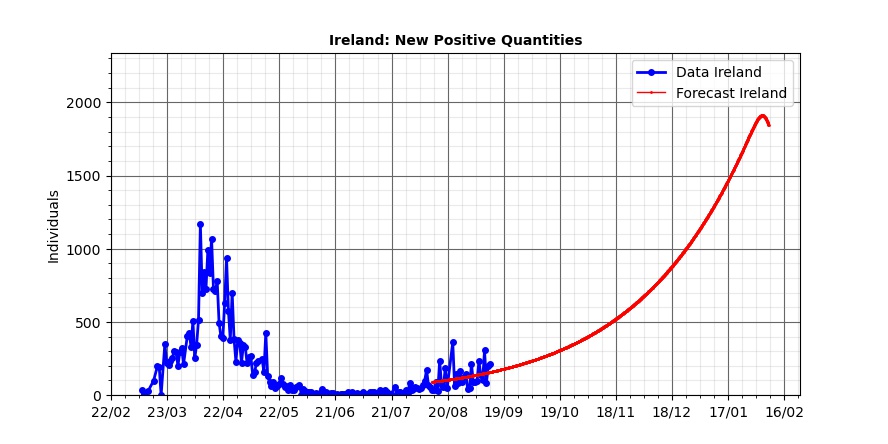 Ireland: New Positive Quantities
Data Ireland
Forecast Ireland
Individuals
2000
1500
1000
500
0
22/02 23/03 22/04 22/05 21/06 21/07 20/08 19/09 19/10 18/11 18/12 17/01 16/02